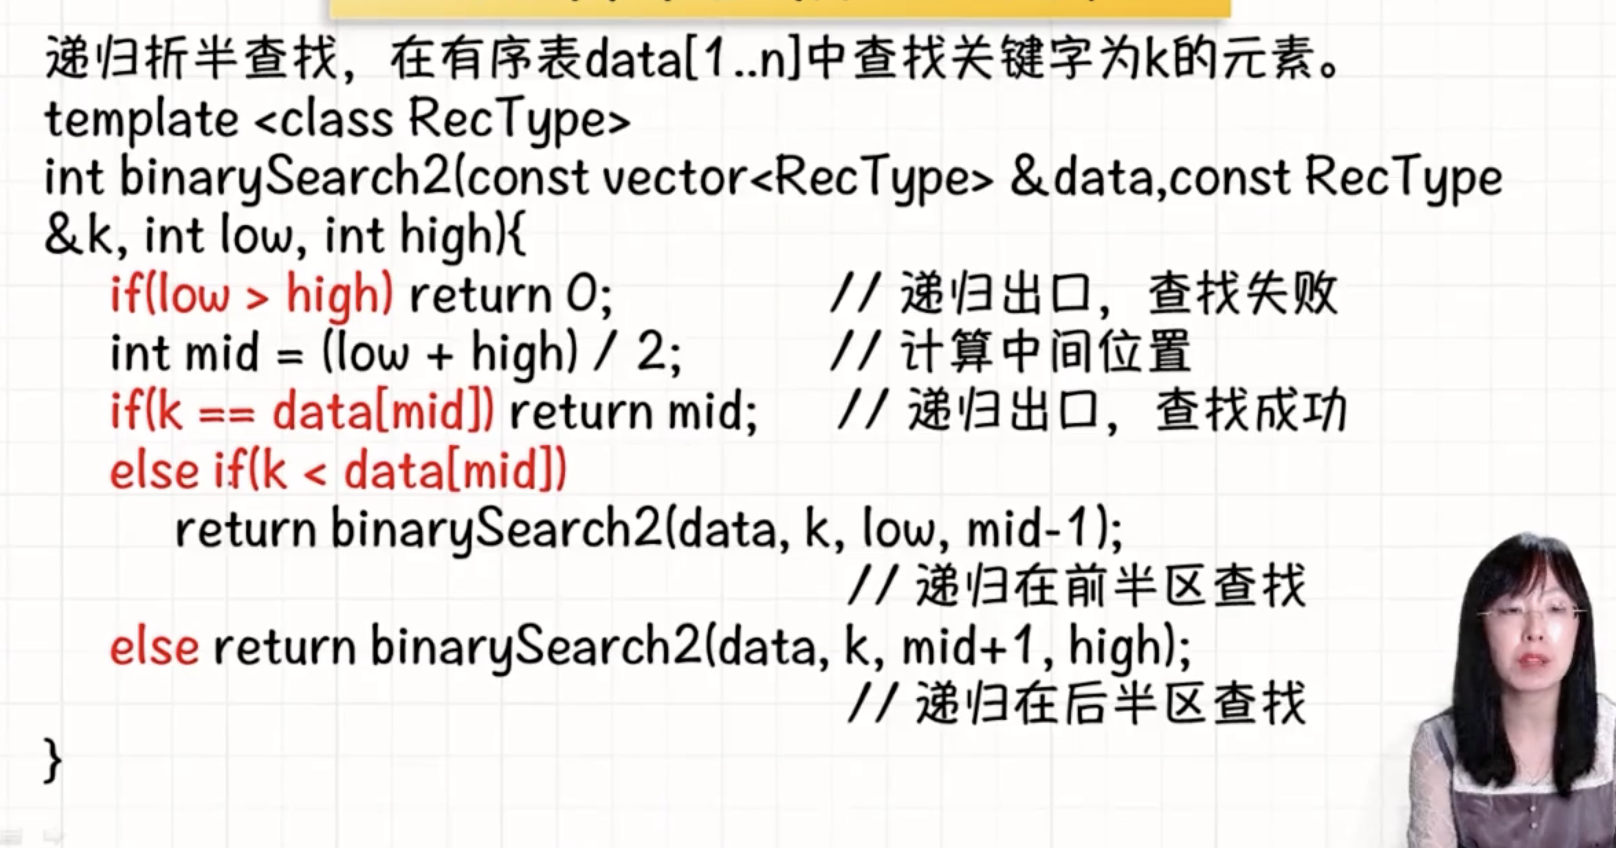 递归折半查找，在有序表data[1..n]中查找关键字为k的元素。
template <class RecType>
int binarySearch2(const vector<RecType> &data,const RecType
&k, int low, int high){
if(low > high) return 0; // 递归出口，查找失败
int mid = (low + high) / 2; // 计算中间位置
if(k == data[mid]) return mid; // 递归出口，查找成功
else if(k < data[mid])
return binarySearch2(data, k, low, mid-1);
// 递归在前半区查找
else return binarySearch2(data, k, mid+1, high);
// 递归在后半区查找
}